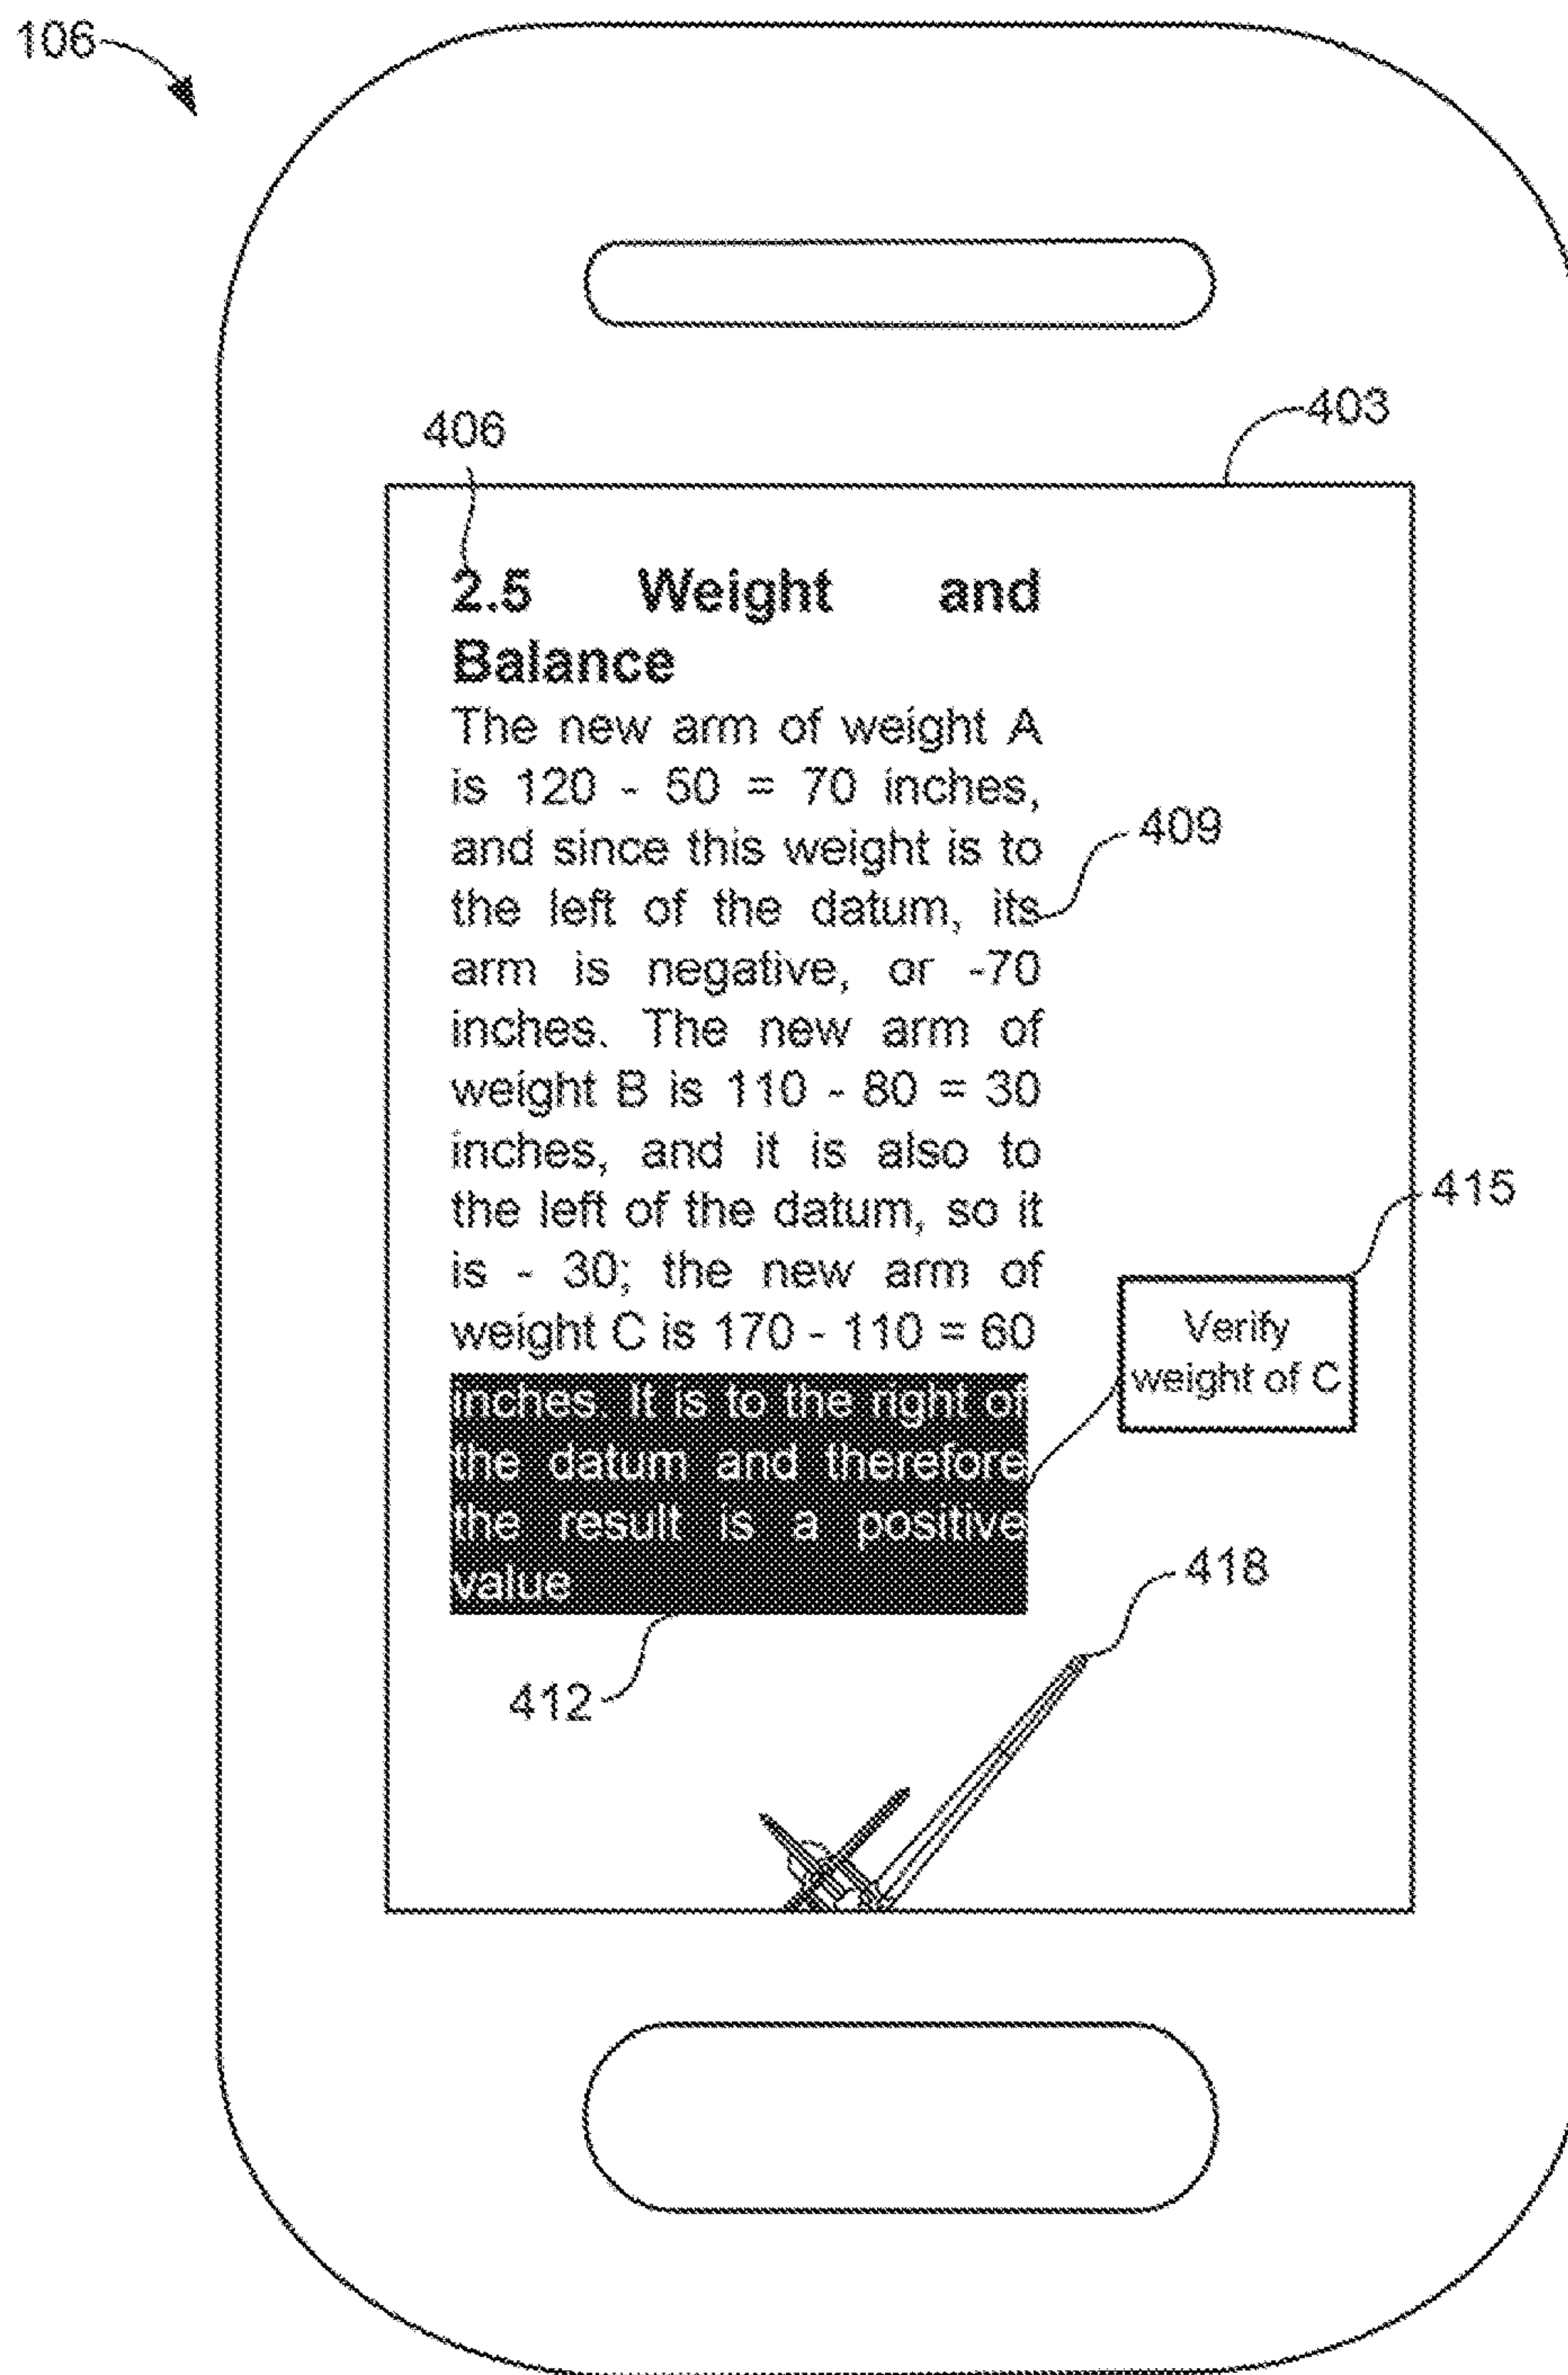 106
403
406
2.5 Weight and
Balance
The new arm of weight A
is 120 - 50 = 70 inches,
and since this weight is to
the left of the datum, its
arm is negative, or -70
inches. The new arm of
weight B is 110 - 80 = 30
inches, and it is also to
the left of the datum, so it
is - 30; the new arm of
weight C is 170 - 110 = 60
inches. It is to the right of
the datum and therefore
the result is a positive
value
409
415
Verify
weight of C
418
412